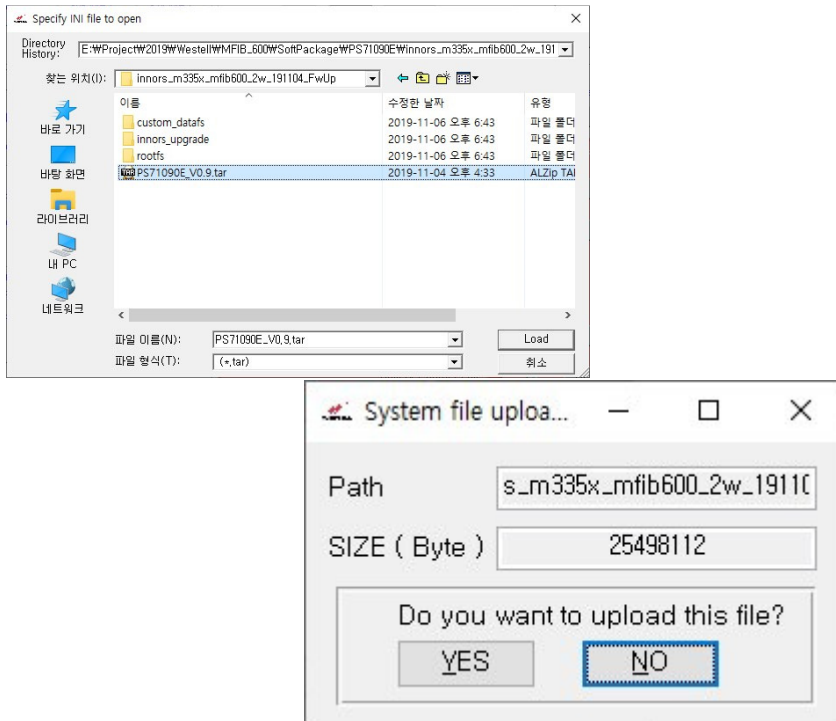 Specify INI file to open
Directory History: E:₩Project₩2019₩Westell₩MFIB_600₩SoftPackage₩PS71090E₩innors_m335x_mfib600_2w_191
찾는 위치(I): innors_m335x_mfib600_2w_191104_FwUp
이름 수정한 날짜 유형
custom_datafs 2019-11-06 오후 6:43 파일 폴더
innors_upgrade 2019-11-06 오후 6:43 파일 폴더
rootfs 2019-11-06 오후 6:43 파일 폴더
PS71090E_V0.9.tar 2019-11-04 오후 4:33 ALZip TA
바로 가기
바탕 화면
라이브러리
내 PC
네트워크
파일 이름(N): PS71090E_V0,9,tar Load
파일 형식(T): (*,tar) 취소
System file uploa...
Path s_m335x_mfib600_2w_1911
SIZE ( Byte ) 25498112
Do you want to upload this file?
YES NO